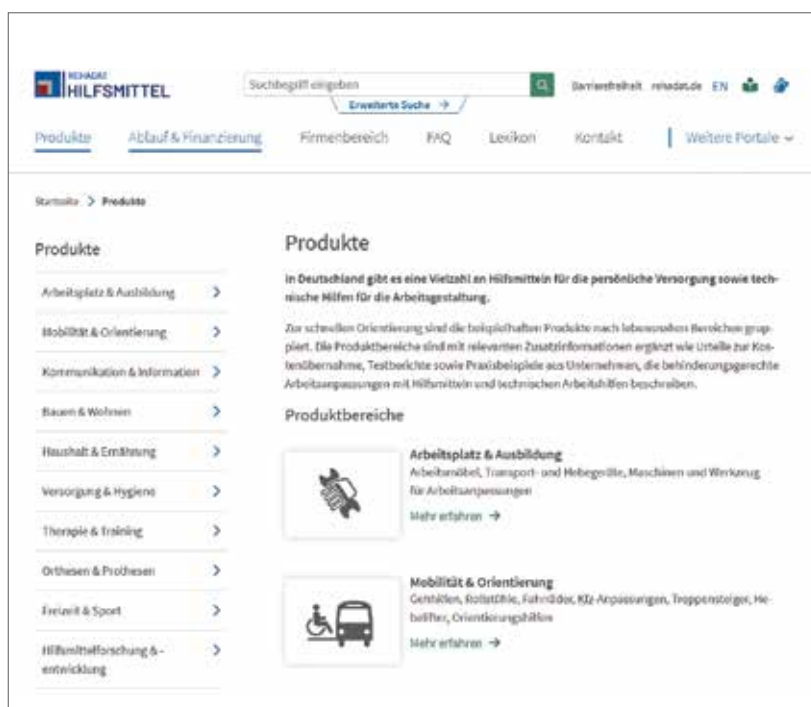 REHADAT
HILFSMITTEL
Suchbegriff eingeben
Erweiterte Suche →
Barrierefreiheit rehadat.de EN
Produkte Ablauf & Finanzierung Firmenbereich FAQ Lexikon Kontakt Weitere Portale
Startseite > Produkte
Produkte
Arbeitsplatz & Ausbildung
Mobilität & Orientierung
Kommunikation & Information
Bauen & Wohnen
Haushalt & Ernährung
Versorgung & Hygiene
Therapie & Training
Orthesen & Prothesen
Freizeit & Sport
Hilfsmittelforschung & -
entwicklung
Produkte
In Deutschland gibt es eine Vielzahl an Hilfsmitteln für die persönliche Versorgung sowie tech-
nische Hilfen für die Arbeitsgestaltung.
Zur schnellen Orientierung sind die beispielhaften Produkte nach lebensnahen Bereichen grup-
piert. Die Produktbereiche sind mit relevanten Zusatzinformationen ergänzt wie Urteile zur Kos-
tenübernahme, Testberichte sowie Praxisbeispiele aus Unternehmen, die behinderungsgerechte
Arbeitsanpassungen mit Hilfsmitteln und technischen Arbeitshilfen beschreiben.
Produktbereiche
Arbeitsplatz & Ausbildung
Arbeitsmöbel, Transport- und Hebegeräte, Maschinen und Werkzeug
für Arbeitsanpassungen
Mehr erfahren →
Mobilität & Orientierung
Gehhilfen, Rollstühle, Fahrräder, Kfz-Anpassungen, Treppensteiger, He-
belifter, Orientierungshilfen
Mehr erfahren →